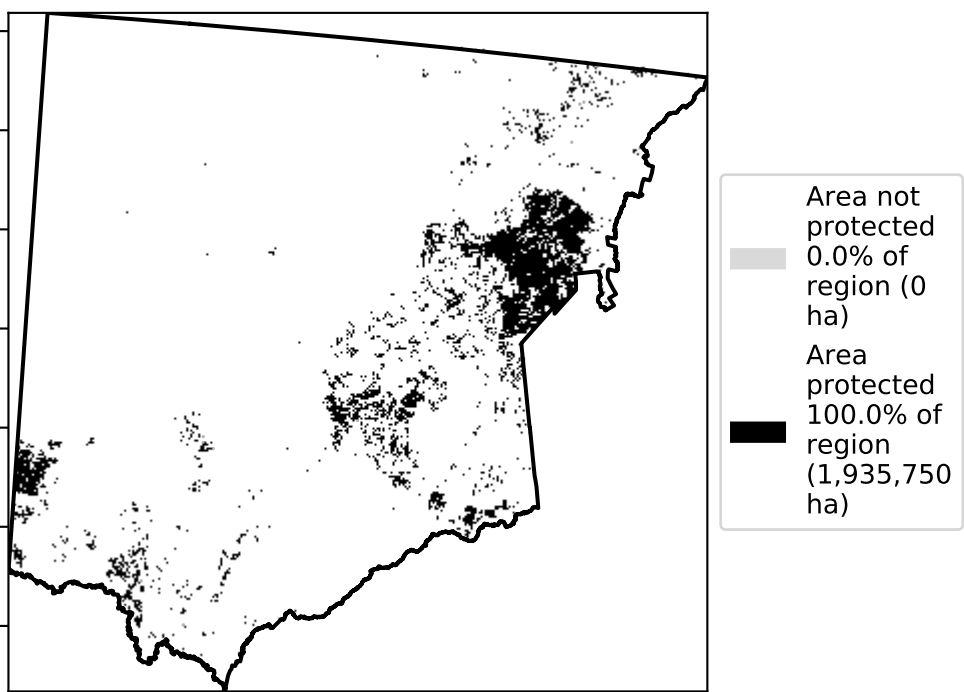 Area not
protected
0.0% of
region (0
ha)
Area
protected
100.0% of
region
(1,935,750
ha)